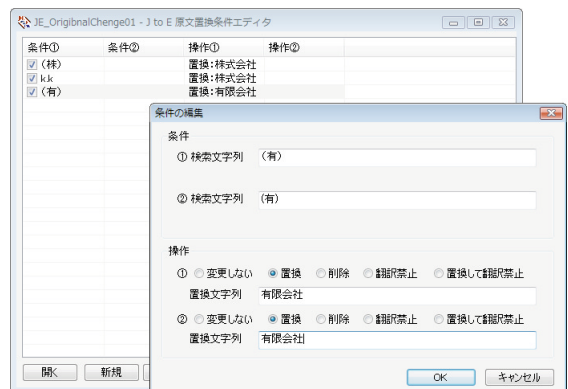 JE_OrigibnalChenge01 - J to E 原文置換条件エディタ
条件① 条件② 操作① 操作②
(株) 置換:株式会社
k.k 置換:株式会社
(有) 置換:有限会社
条件の編集
条件
① 検索文字列 (有)
② 検索文字列 (有)
操作
① 変更しない 置換 削除 翻訳禁止 置換して翻訳禁止
置換文字列 有限会社
② 変更しない 置換 削除 翻訳禁止 置換して翻訳禁止
置換文字列 有限会社
開く 新規
OK キャンセル